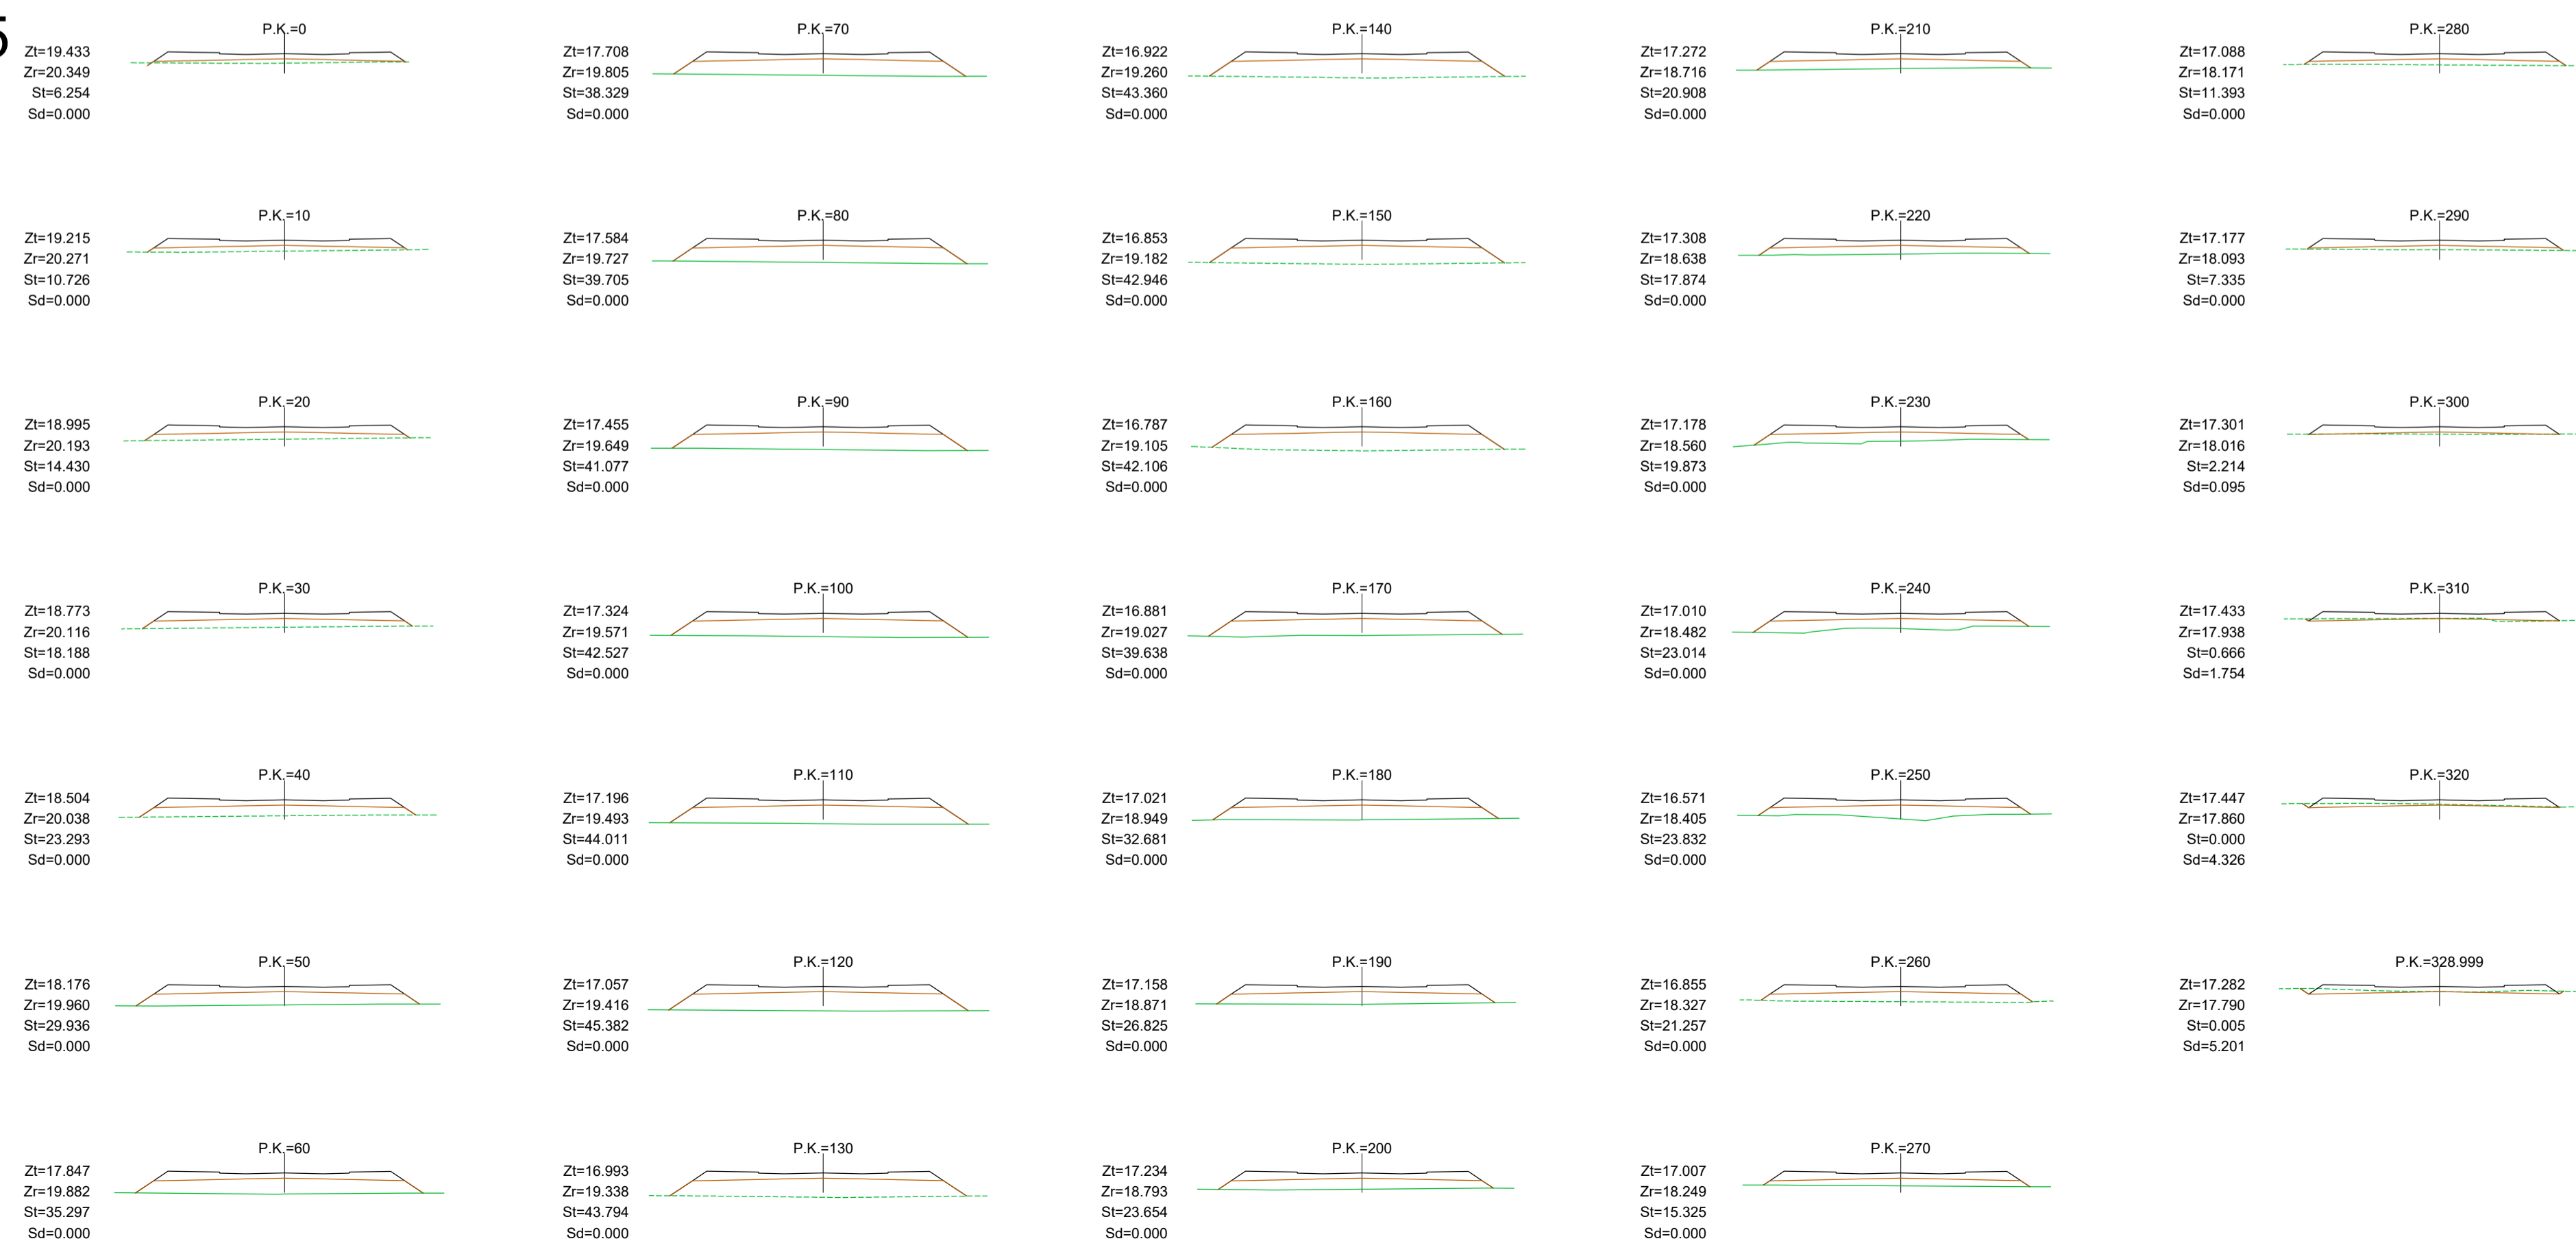 P.K.=0
Zt=19.433
Zr=20.349
St=6.254
Sd=0.000
P.K.=10
Zt=19.215
Zr=20.271
St=10.726
Sd=0.000
P.K.=20
Zt=18.995
Zr=20.193
St=14.430
Sd=0.000
P.K.=30
Zt=18.773
Zr=20.116
St=18.188
Sd=0.000
P.K.=40
Zt=18.504
Zr=20.038
St=23.293
Sd=0.000
P.K.=50
Zt=18.176
Zr=19.960
St=29.936
Sd=0.000
P.K.=60
Zt=17.847
Zr=19.882
St=35.297
Sd=0.000
P.K.=70
Zt=17.708
Zr=19.805
St=38.329
Sd=0.000
P.K.=80
Zt=17.584
Zr=19.727
St=39.705
Sd=0.000
P.K.=90
Zt=17.455
Zr=19.649
St=41.077
Sd=0.000
P.K.=100
Zt=17.324
Zr=19.571
St=42.527
Sd=0.000
P.K.=110
Zt=17.196
Zr=19.493
St=44.011
Sd=0.000
P.K.=120
Zt=17.057
Zr=19.416
St=45.382
Sd=0.000
P.K.=130
Zt=16.993
Zr=19.338
St=43.794
Sd=0.000
P.K.=140
Zt=16.922
Zr=19.260
St=43.360
Sd=0.000
P.K.=150
Zt=16.853
Zr=19.182
St=42.946
Sd=0.000
P.K.=160
Zt=16.787
Zr=19.105
St=42.106
Sd=0.000
P.K.=170
Zt=16.881
Zr=19.027
St=39.638
Sd=0.000
P.K.=180
Zt=17.021
Zr=18.949
St=32.681
Sd=0.000
P.K.=190
Zt=17.158
Zr=18.871
St=26.825
Sd=0.000
P.K.=200
Zt=17.234
Zr=18.793
St=23.654
Sd=0.000
P.K.=210
Zt=17.272
Zr=18.716
St=20.908
Sd=0.000
P.K.=220
Zt=17.308
Zr=18.638
St=17.874
Sd=0.000
P.K.=230
Zt=17.178
Zr=18.560
St=19.873
Sd=0.000
P.K.=240
Zt=17.010
Zr=18.482
St=23.014
Sd=0.000
P.K.=250
Zt=16.571
Zr=18.405
St=23.832
Sd=0.000
P.K.=260
Zt=16.855
Zr=18.327
St=21.257
Sd=0.000
P.K.=270
Zt=17.007
Zr=18.249
St=15.325
Sd=0.000
P.K.=280
Zt=17.088
Zr=18.171
St=11.393
Sd=0.000
P.K.=290
Zt=17.177
Zr=18.093
St=7.335
Sd=0.000
P.K.=300
Zt=17.301
Zr=18.016
St=2.214
Sd=0.095
P.K.=310
Zt=17.433
Zr=17.938
St=0.666
Sd=1.754
P.K.=320
Zt=17.447
Zr=17.860
St=0.000
Sd=4.326
P.K.=328.999
Zt=17.282
Zr=17.790
St=0.005
Sd=5.201